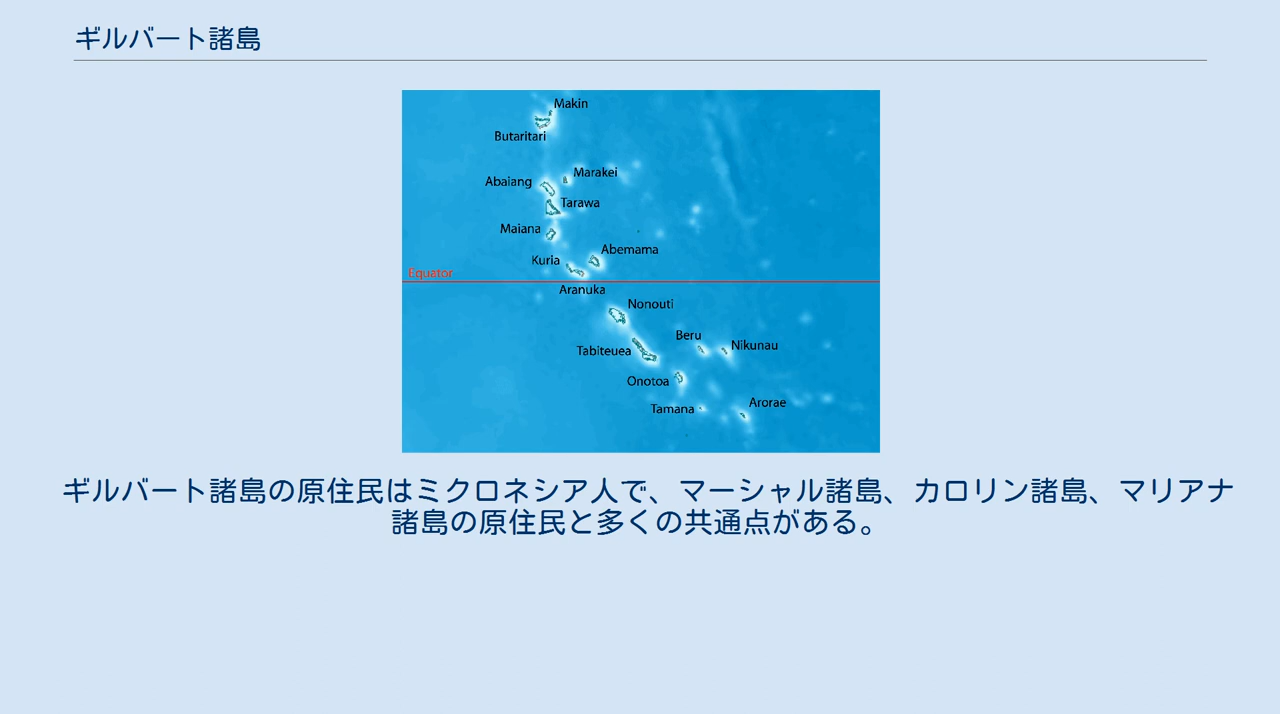 ギルバート諸島
Makin
Butaritari
Marakei
Abaiang
Tarawa
Maiana
Abemama
Kuria
Equator
Aranuka
Nonouti
Beru
Nikunau
Tabiteuea
Onotoa
Arorae
Tamana
ギルバート諸島の原住民はミクロネシア人で、マーシャル諸島、カロリン諸島、マリアナ
諸島の原住民と多くの共通点がある。